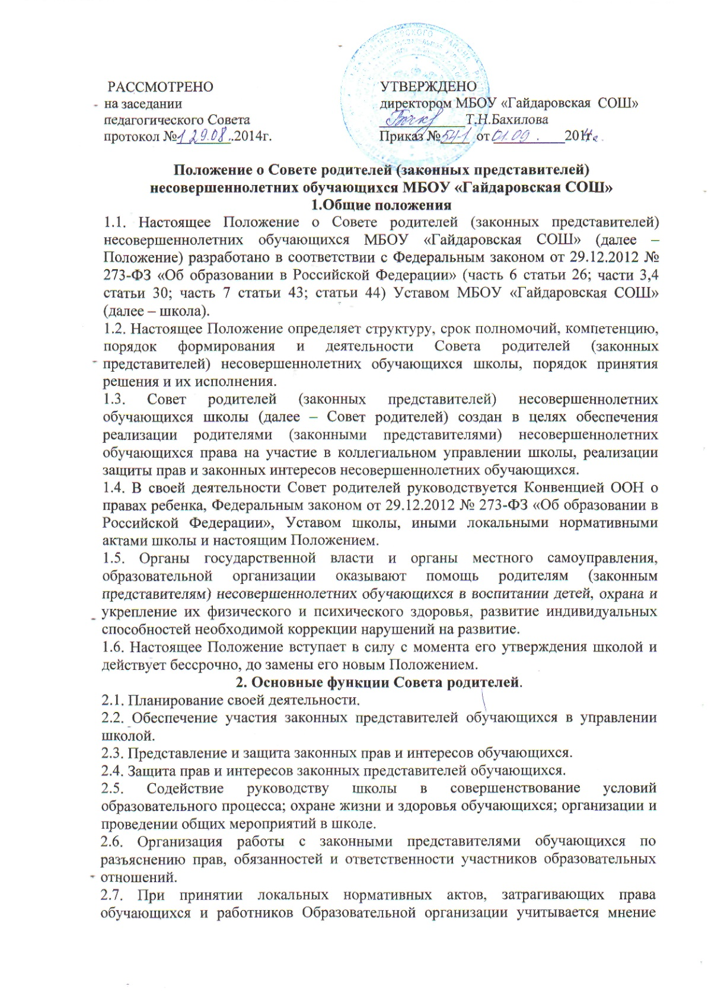 РАССМОТРЕНО
на заседании
педагогического Совета
протокол № 1 29.08.2014г.
УТВЕРЖДЕНО
директором МБОУ «Гайдаровская СОШ»
Т.Н.Бахилова
Приказ № 54-1 от 01.09. 2014г.
Положение о Совете родителей (законных представителей)
несовершеннолетних обучающихся МБОУ «Гайдаровская СОШ»
1.Общие положения
1.1. Настоящее Положение о Совете родителей (законных представителей)
несовершеннолетних обучающихся МБОУ «Гайдаровская СОШ» (далее –
Положение) разработано в соответствии с Федеральным законом от 29.12.2012 №
273-ФЗ «Об образовании в Российской Федерации» (часть 6 статьи 26; части 3,4
статьи 30; часть 7 статьи 43; статьи 44) Уставом МБОУ «Гайдаровская СОШ»
(далее – школа).
1.2. Настоящее Положение определяет структуру, срок полномочий, компетенцию,
порядок формирования и деятельности Совета родителей (законных
представителей) несовершеннолетних обучающихся школы, порядок принятия
решения и их исполнения.
1.3. Совет родителей (законных представителей) несовершеннолетних
обучающихся школы (далее – Совет родителей) создан в целях обеспечения
реализации родителями (законными представителями) несовершеннолетних
обучающихся права на участие в коллегиальном управлении школы, реализации
защиты прав и законных интересов несовершеннолетних обучающихся.
1.4. В своей деятельности Совет родителей руководствуется Конвенцией ООН о
правах ребенка, Федеральным законом от 29.12.2012 № 273-ФЗ «Об образовании в
Российской Федерации», Уставом школы, иными локальными нормативными
актами школы и настоящим Положением.
1.5. Органы государственной власти и органы местного самоуправления,
образовательной организации оказывают помощь родителям (законным
представителям) несовершеннолетних обучающихся в воспитании детей, охрана и
укрепление их физического и психического здоровья, развитие индивидуальных
способностей необходимой коррекции нарушений на развитие.
1.6. Настоящее Положение вступает в силу с момента его утверждения школой и
действует бессрочно, до замены его новым Положением.
2. Основные функции Совета родителей.
2.1. Планирование своей деятельности.
2.2. Обеспечение участия законных представителей обучающихся в управлении
школой.
2.3. Представление и защита законных прав и интересов обучающихся.
2.4. Защита прав и интересов законных представителей обучающихся.
2.5. Содействие руководству школы в совершенствование условий
образовательного процесса; охране жизни и здоровья обучающихся; организации и
проведении общих мероприятий в школе.
2.6. Организация работы с законными представителями обучающихся по
разъяснению прав, обязанностей и ответственности участников образовательных
отношений.
2.7. При принятии локальных нормативных актов, затрагивающих права
обучающихся и работников Образовательной организации учитывается мнение